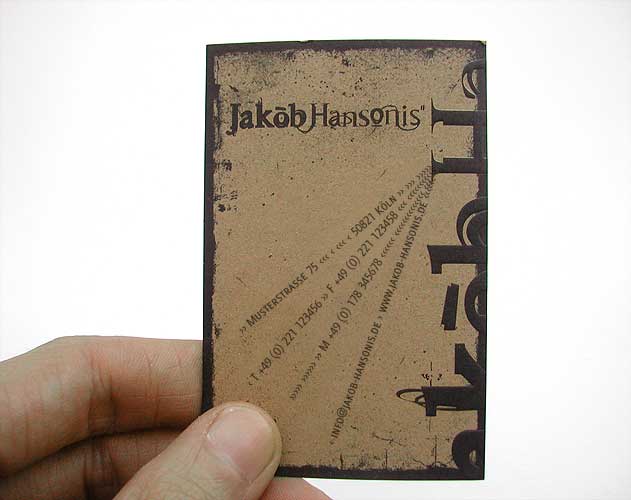 Jakōb Hansonis"
›› MUSTERSTRASSE 75 ‹‹‹ ‹ ‹‹‹ ‹ 50821 KÖLN ›› ››› ›››››
‹ T +49 (0) 221 123456 ›› F +49 (0) 221 123458 ‹‹‹ ‹‹‹‹‹‹‹
››››› ›››››› ›› M +49 (0) 178 345678 ‹‹‹‹‹‹ ‹‹‹‹‹‹‹
‹ INFO@JAKOB-HANSONIS.DE › WWW.JAKOB-HANSONIS.DE ‹‹‹‹
akōb